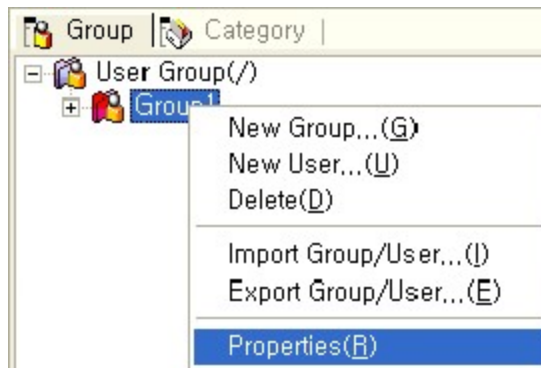 Group Category
User Group(/)
Group1
New Group...(G)
New User...(U)
Delete(D)
Import Group/User...(I)
Export Group/User...(E)
Properties(R)